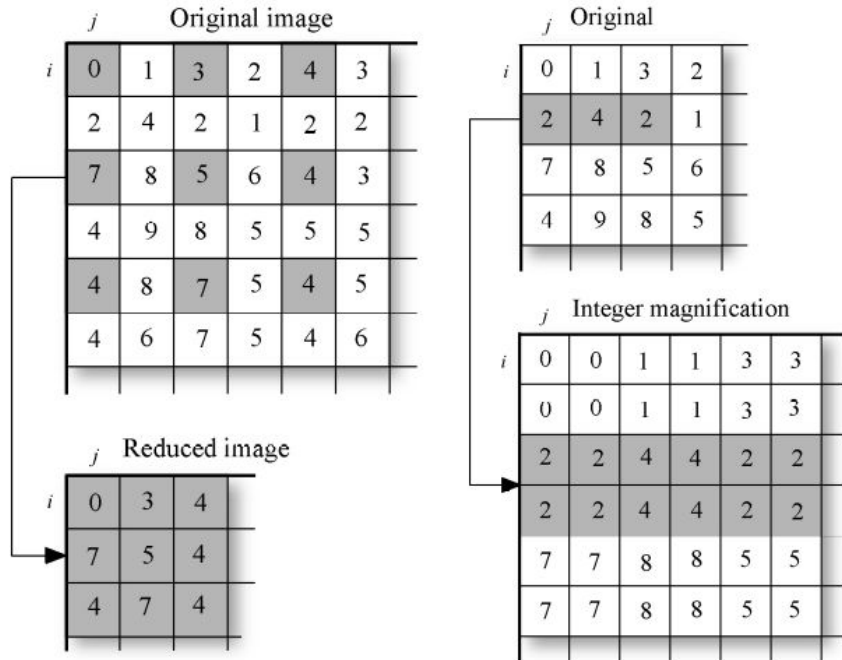 Original image
j
i
0 1 3 2 4 3
2 4 2 1 2 2
7 8 5 6 4 3
4 9 8 5 5 5
4 8 7 5 4 5
4 6 7 5 4 6
Reduced image
j
i
0 3 4
7 5 4
4 7 4
Original
j
i
0 1 3 2
2 4 2 1
7 8 5 6
4 9 8 5
Integer magnification
j
i
0 0 1 1 3 3
0 0 1 1 3 3
2 2 4 4 2 2
2 2 4 4 2 2
7 7 8 8 5 5
7 7 8 8 5 5